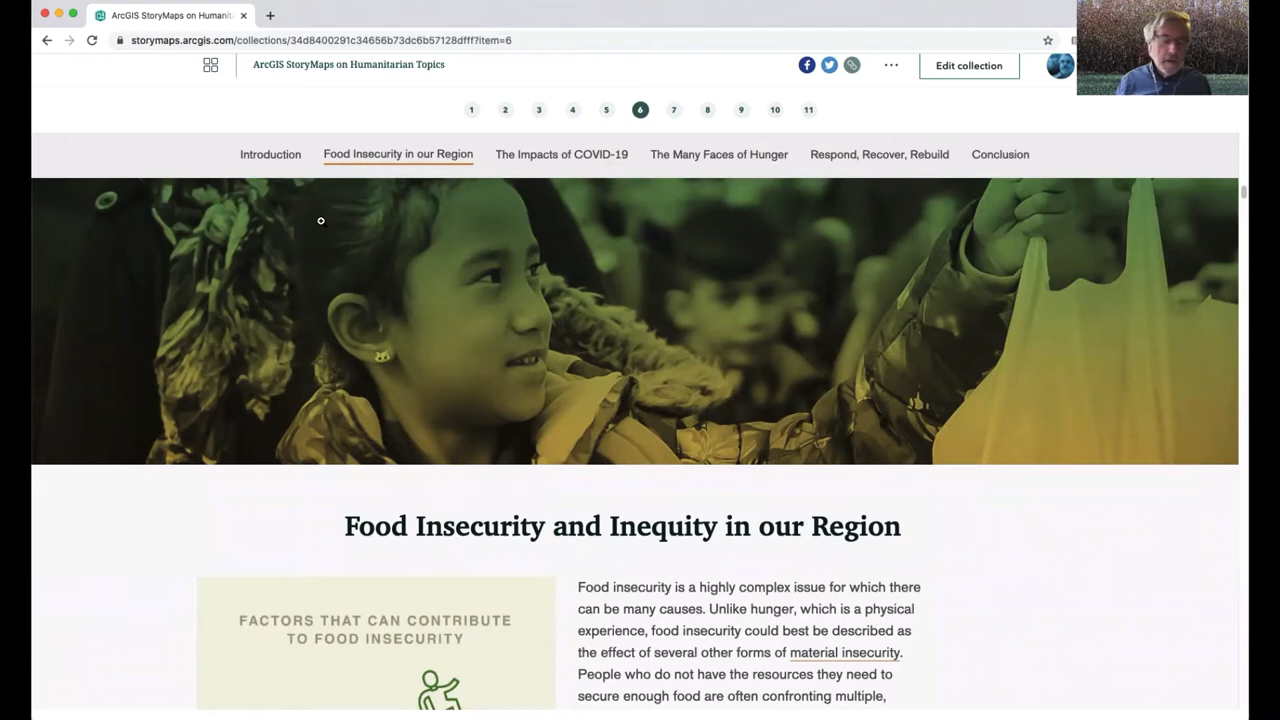 ArcGIS StoryMaps on Humanit
storymaps.arcgis.com/collections/34d8400291c34656b73dc6b57128dfff?item=6
ArcGIS StoryMaps on Humanitarian Topics
Edit collection
1 2 3 4 5 6 7 8 9 10 11
Introduction Food Insecurity in our Region The Impacts of COVID-19 The Many Faces of Hunger Respond, Recover, Rebuild Conclusion
Food Insecurity and Inequity in our Region
FACTORS THAT CAN CONTRIBUTE
TO FOOD INSECURITY
Food insecurity is a highly complex issue for which there
can be many causes. Unlike hunger, which is a physical
experience, food insecurity could best be described as
the effect of several other forms of material insecurity.
People who do not have the resources they need to
secure enough food are often confronting multiple,